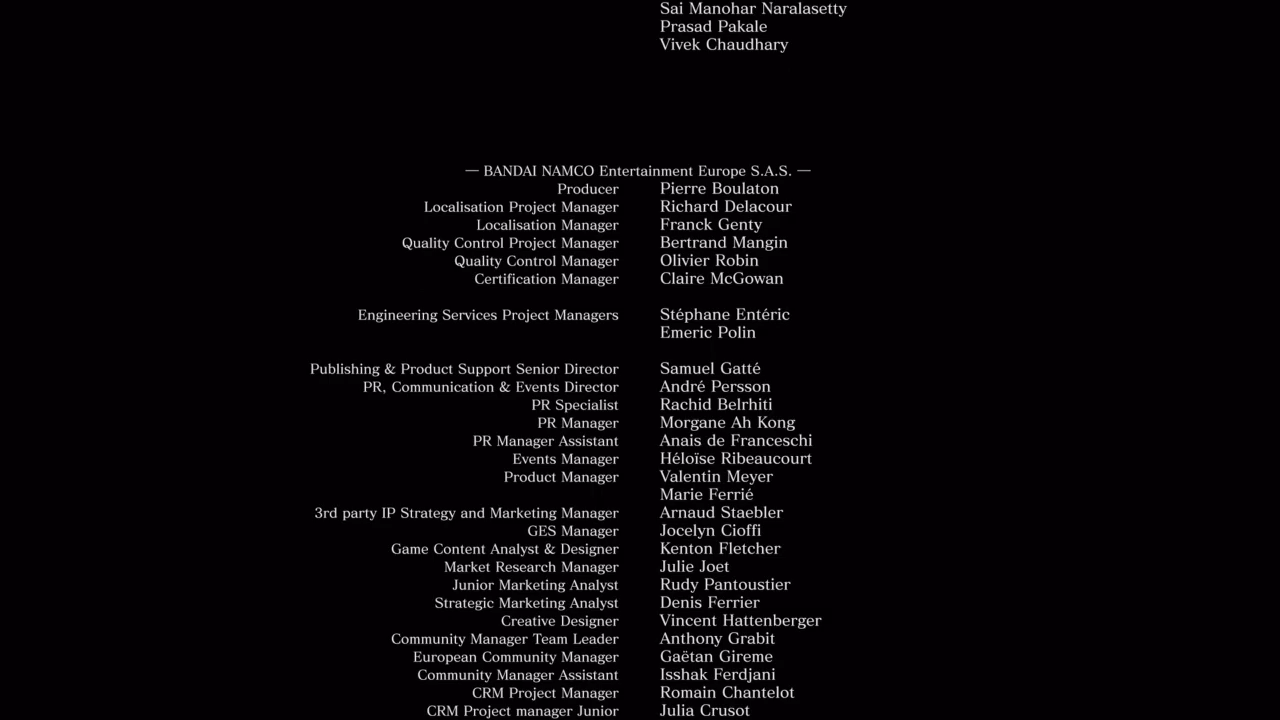 Sai Manohar Naralasetty
Prasad Pakale
Vivek Chaudhary
— BANDAI NAMCO Entertainment Europe S.A.S. —
Producer Pierre Boulaton
Localisation Project Manager Richard Delacour
Localisation Manager Franck Genty
Quality Control Project Manager Bertrand Mangin
Quality Control Manager Olivier Robin
Certification Manager Claire McGowan
Engineering Services Project Managers Stéphane Entéric
Emeric Polin
Publishing & Product Support Senior Director Samuel Gatté
PR, Communication & Events Director André Persson
PR Specialist Rachid Belrhiti
PR Manager Morgane Ah Kong
PR Manager Assistant Anais de Franceschi
Events Manager Héloïse Ribeaucourt
Product Manager Valentin Meyer
Marie Ferrié
3rd party IP Strategy and Marketing Manager Arnaud Staebler
GES Manager Jocelyn Cioffi
Game Content Analyst & Designer Kenton Fletcher
Market Research Manager Julie Joet
Junior Marketing Analyst Rudy Pantoustier
Strategic Marketing Analyst Denis Ferrier
Creative Designer Vincent Hattenberger
Community Manager Team Leader Anthony Grabit
European Community Manager Gaëtan Gireme
Community Manager Assistant Isshak Ferdjani
CRM Project Manager Romain Chantelot
CRM Project manager Junior Julia Crusot